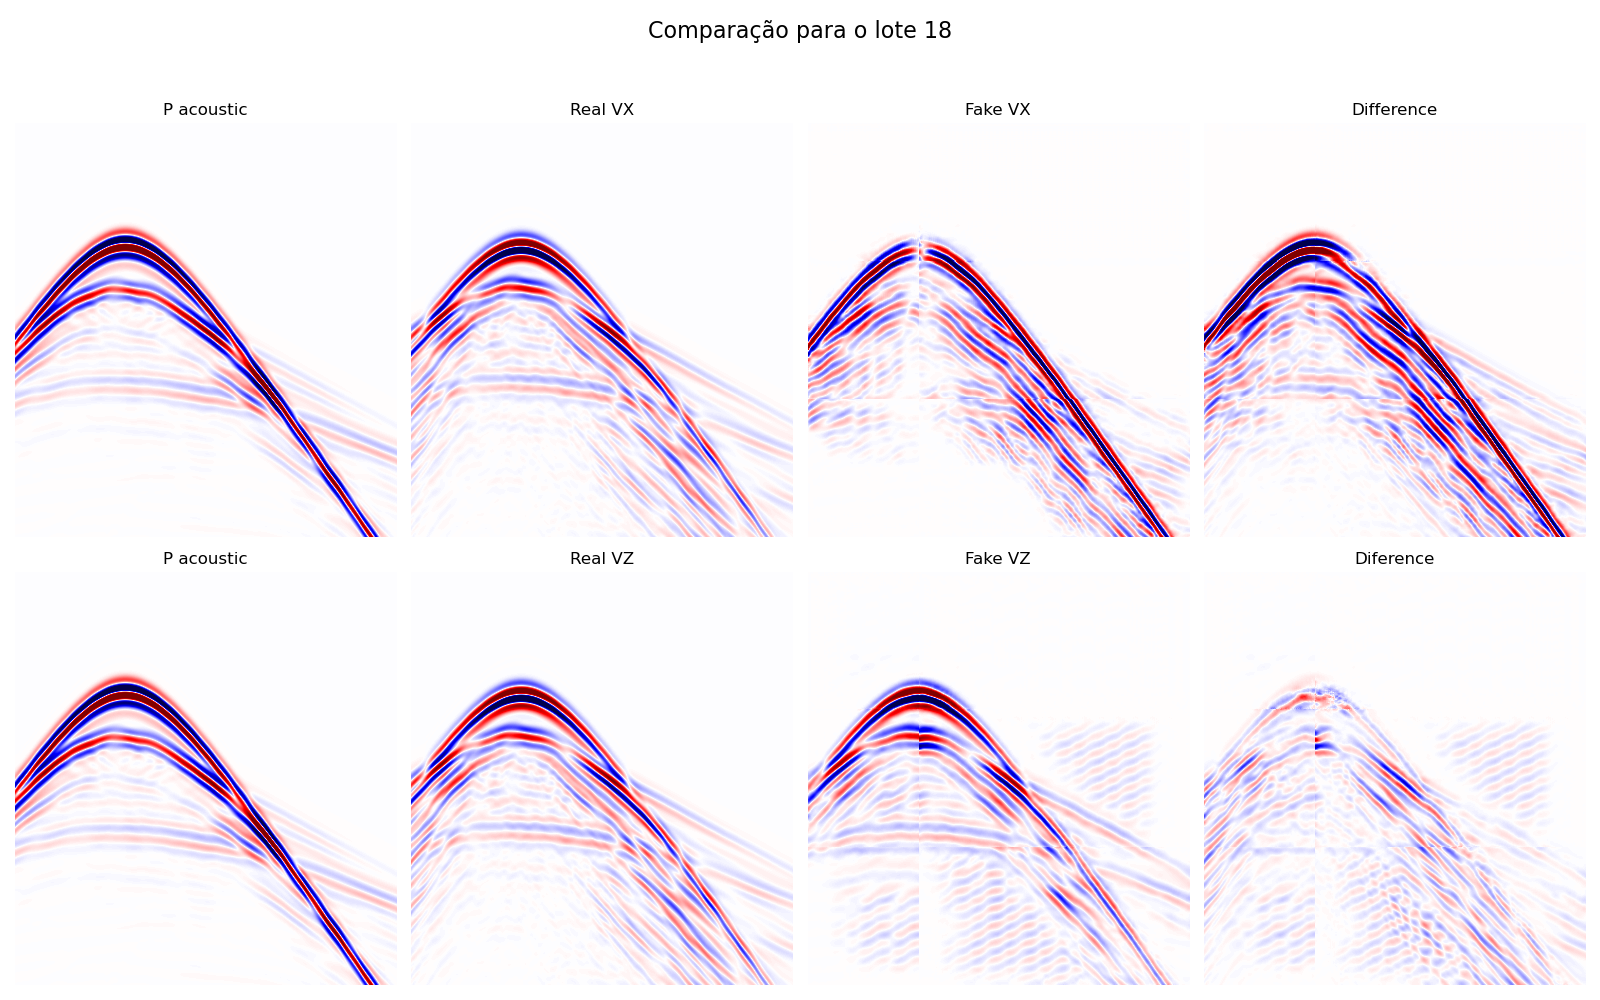 Comparação para o lote 18
P acoustic
Real VX
Fake VX
Difference
P acoustic
Real VZ
Fake VZ
Diference